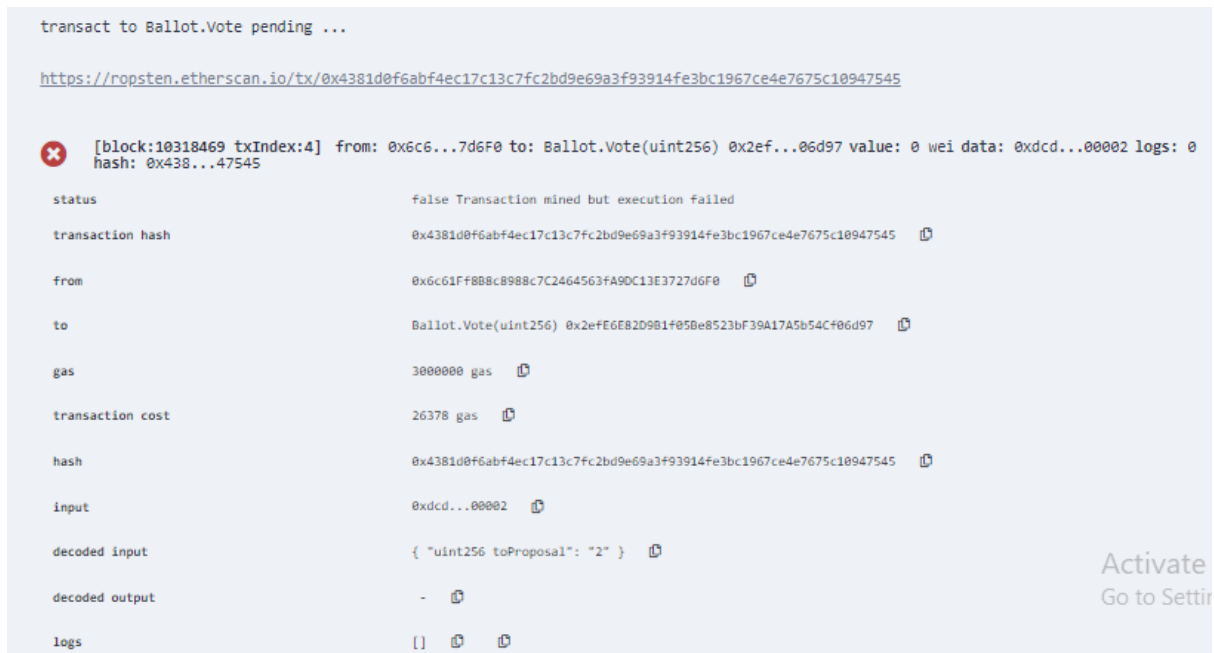 transact to Ballot.Vote pending ...
https://ropsten.etherscan.io/tx/0x4381d0f6abf4ec17c13c7fc2bd9e69a3f93914fe3bc1967ce4e7675c10947545
[block:10318469 txIndex:4] from: 0x6c6...7d6F0 to: Ballot.Vote(uint256) 0x2ef...06d97 value: 0 wei data: 0xdcd...00002 logs: 0
hash: 0x438...47545
status false Transaction mined but execution failed
transaction hash 0x4381d0f6abf4ec17c13c7fc2bd9e69a3f93914fe3bc1967ce4e7675c10947545
from 0x6c61Ff8B8c8988c7C2464563fA9DC13E3727d6F0
to Ballot.Vote(uint256) 0x2efE6E82D9B1f05Be8523bF39A17A5b54Cf06d97
gas 3000000 gas
transaction cost 26378 gas
hash 0x4381d0f6abf4ec17c13c7fc2bd9e69a3f93914fe3bc1967ce4e7675c10947545
input 0xdcd...00002
decoded input { "uint256 toProposal": "2" }
Activate
decoded output -
Go to Settin
logs []